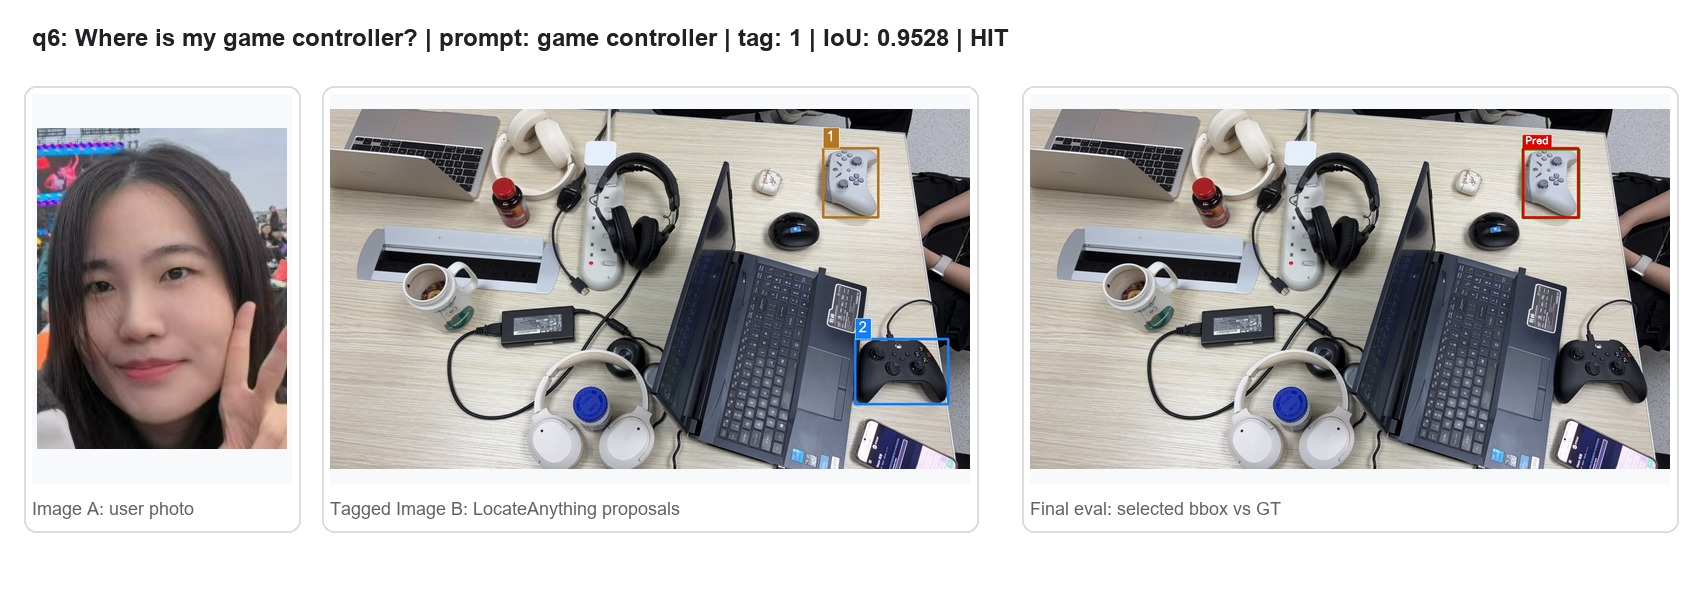 q6: Where is my game controller? | prompt: game controller | tag: 1 | IoU: 0.9528 | HIT
1
2
Pred
Image A: user photo
Tagged Image B: LocateAnything proposals
Final eval: selected bbox vs GT